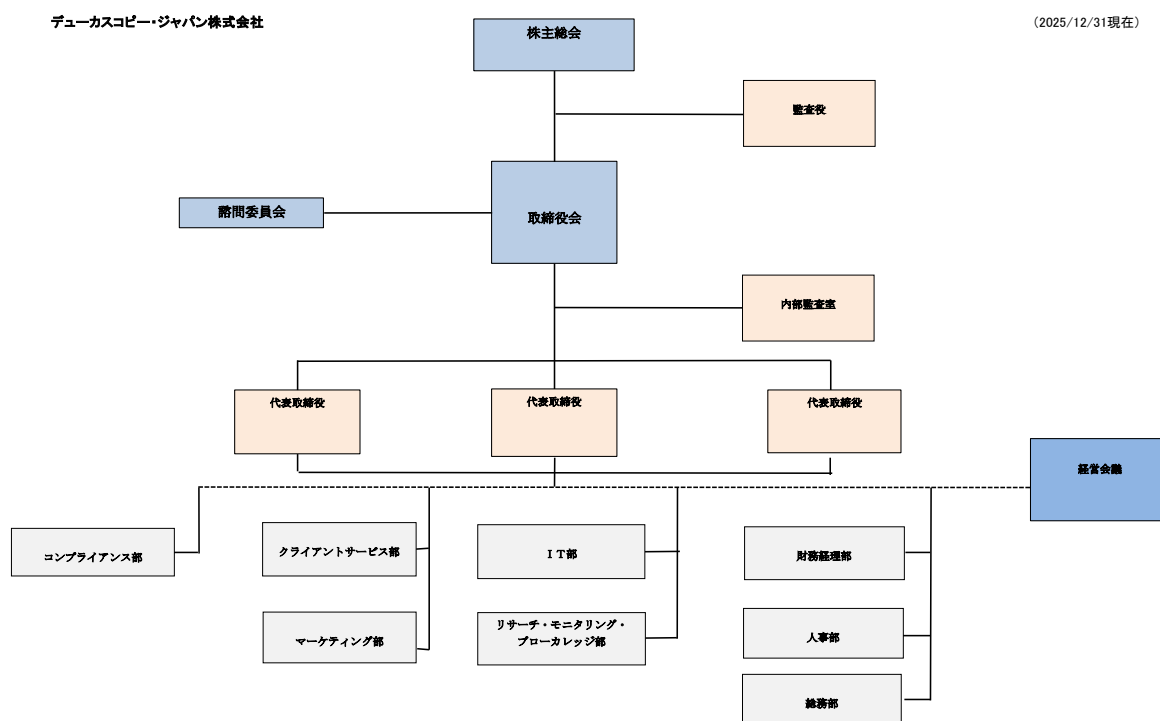 デューカスコピー・ジャパン株式会社
（2025/12/31現在）
株主総会
監査役
諮問委員会
取締役会
内部監査室
代表取締役
代表取締役
代表取締役
経営会議
コンプライアンス部
クライアントサービス部
ＩＴ部
財務経理部
マーケティング部
リサーチ・モニタリング・
ブローカレッジ部
人事部
総務部